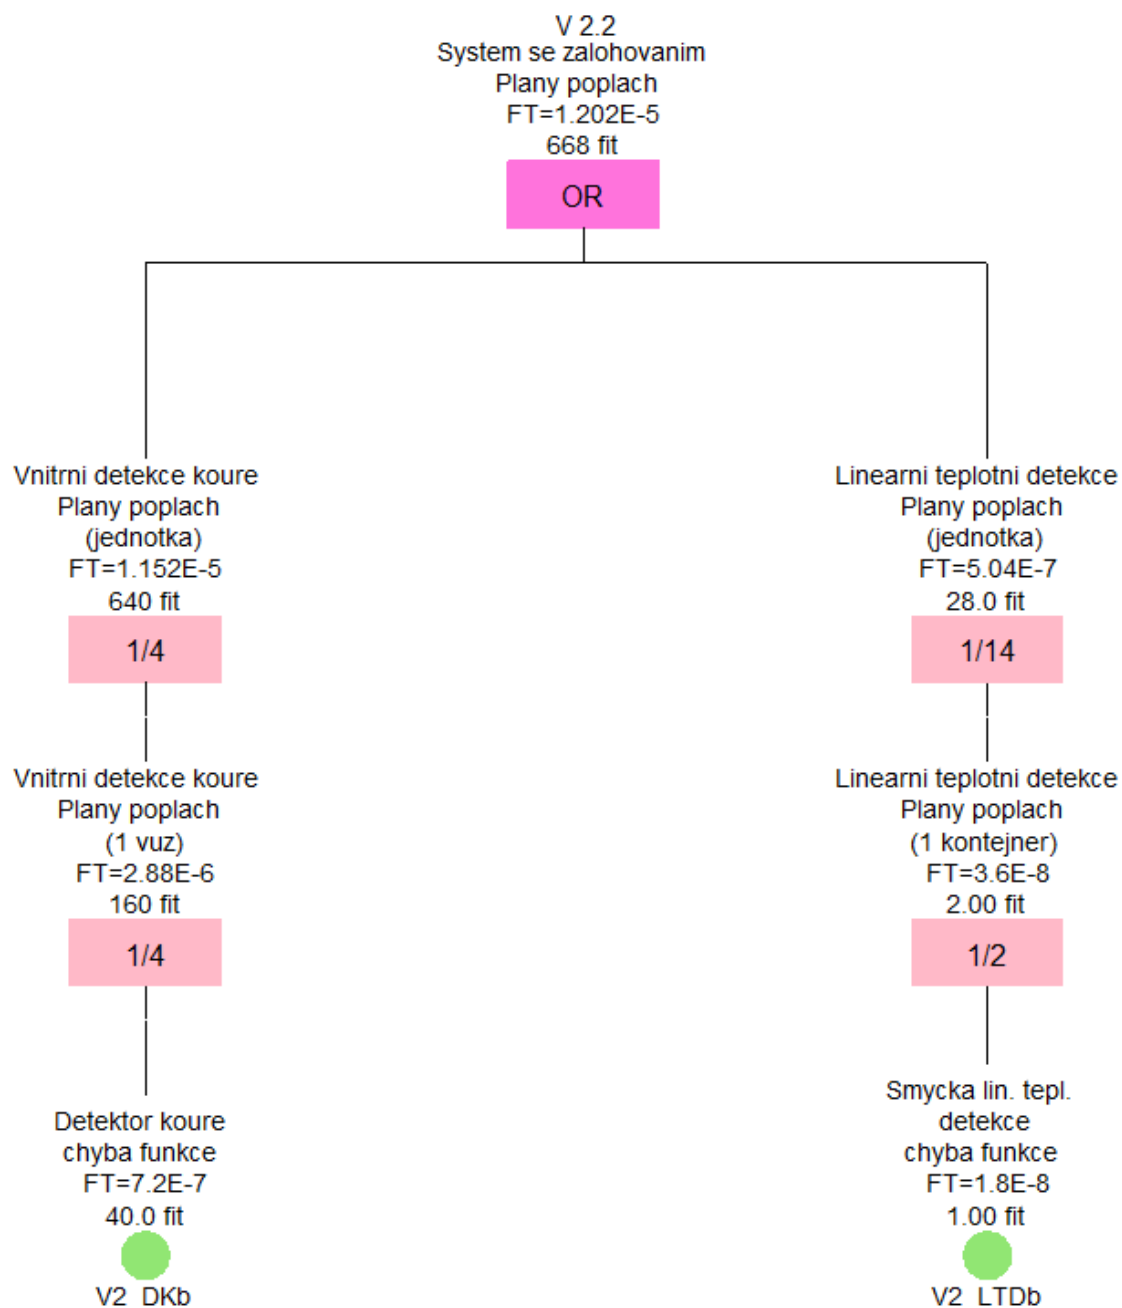 V 2.2
System se zalohovanim
Plany poplach
FT=1.202E-5
668 fit
OR
Vnitrni detekce koure
Plany poplach
(jednotka)
FT=1.152E-5
640 fit
1/4
Linearni teplotni detekce
Plany poplach
(jednotka)
FT=5.04E-7
28.0 fit
1/14
Vnitrni detekce koure
Plany poplach
(1 vuz)
FT=2.88E-6
160 fit
1/4
Linearni teplotni detekce
Plany poplach
(1 kontejner)
FT=3.6E-8
2.00 fit
1/2
Detektor koure
chyba funkce
FT=7.2E-7
40.0 fit
V2_DKb
Smycka lin. tepl.
detekce
chyba funkce
FT=1.8E-8
1.00 fit
V2_LTDb